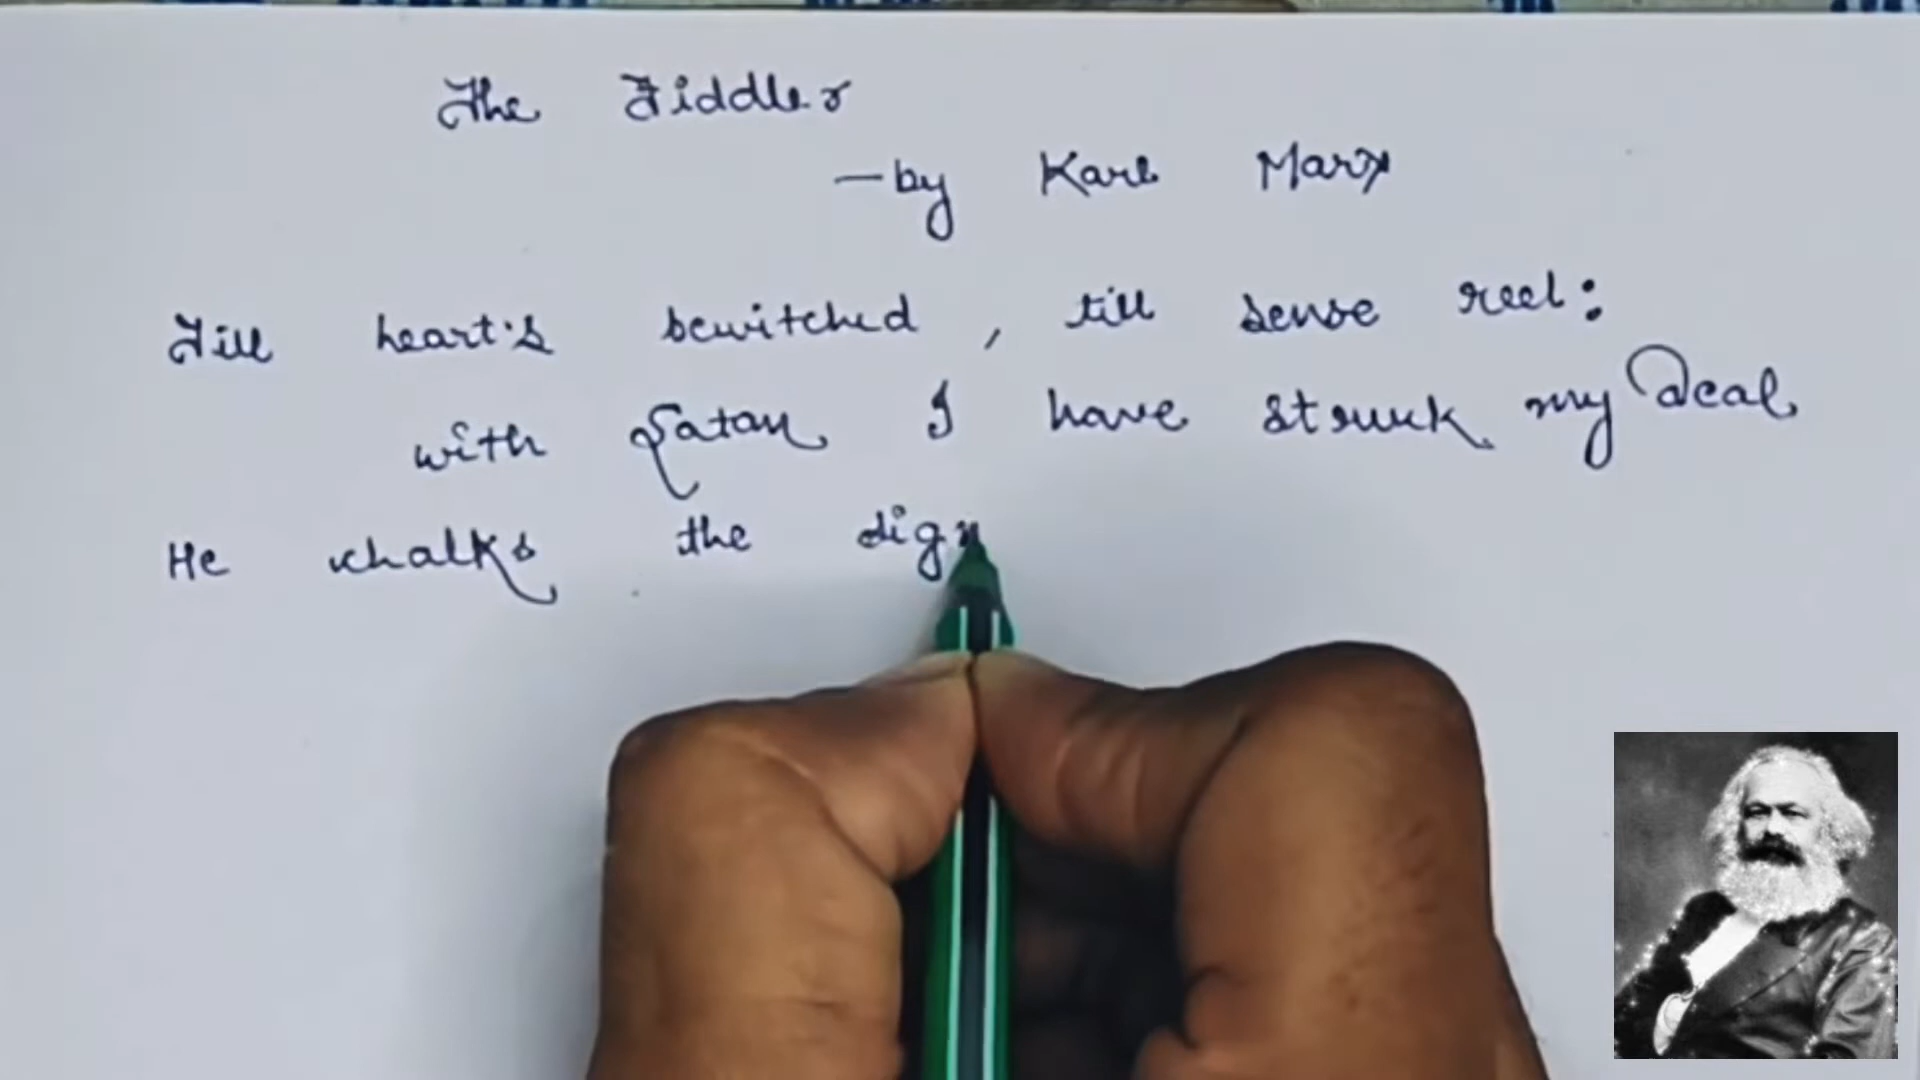 The Fiddler
- by Karl Marx
Till heart's bewitched, till sense reel:
with Satan I have struck my deal
He chalks the sign